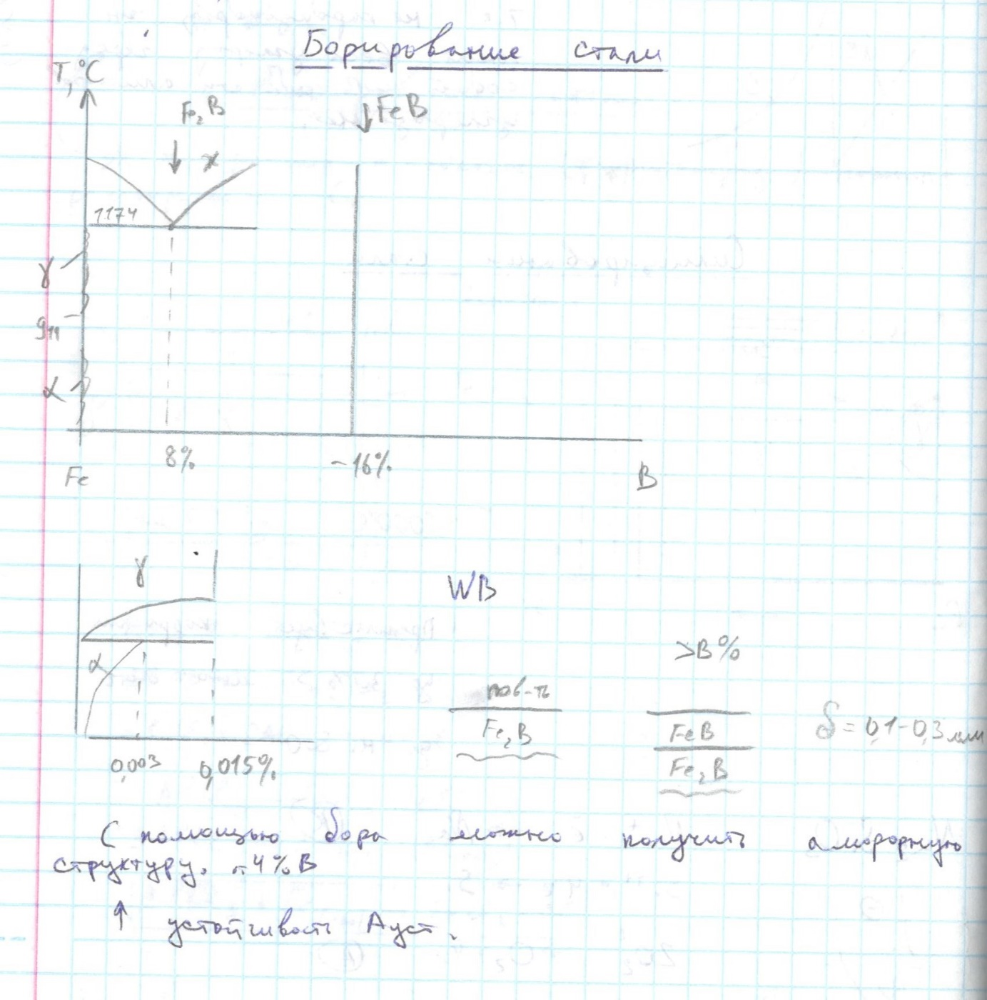 Борирование стали
T,°C
Fe₂B
↓FeB
ж
1174
γ
911
α
8%
~16%
Fe
B
γ
WB
>B%
α
пов-ть
Fe₂B
FeB
Fe₂B
δ = 0,1-0,3 мм
0,003
0,015%
С помощью бора можно получить аморфную
структуру. ~4% B
↑ устойчивость Ауст.